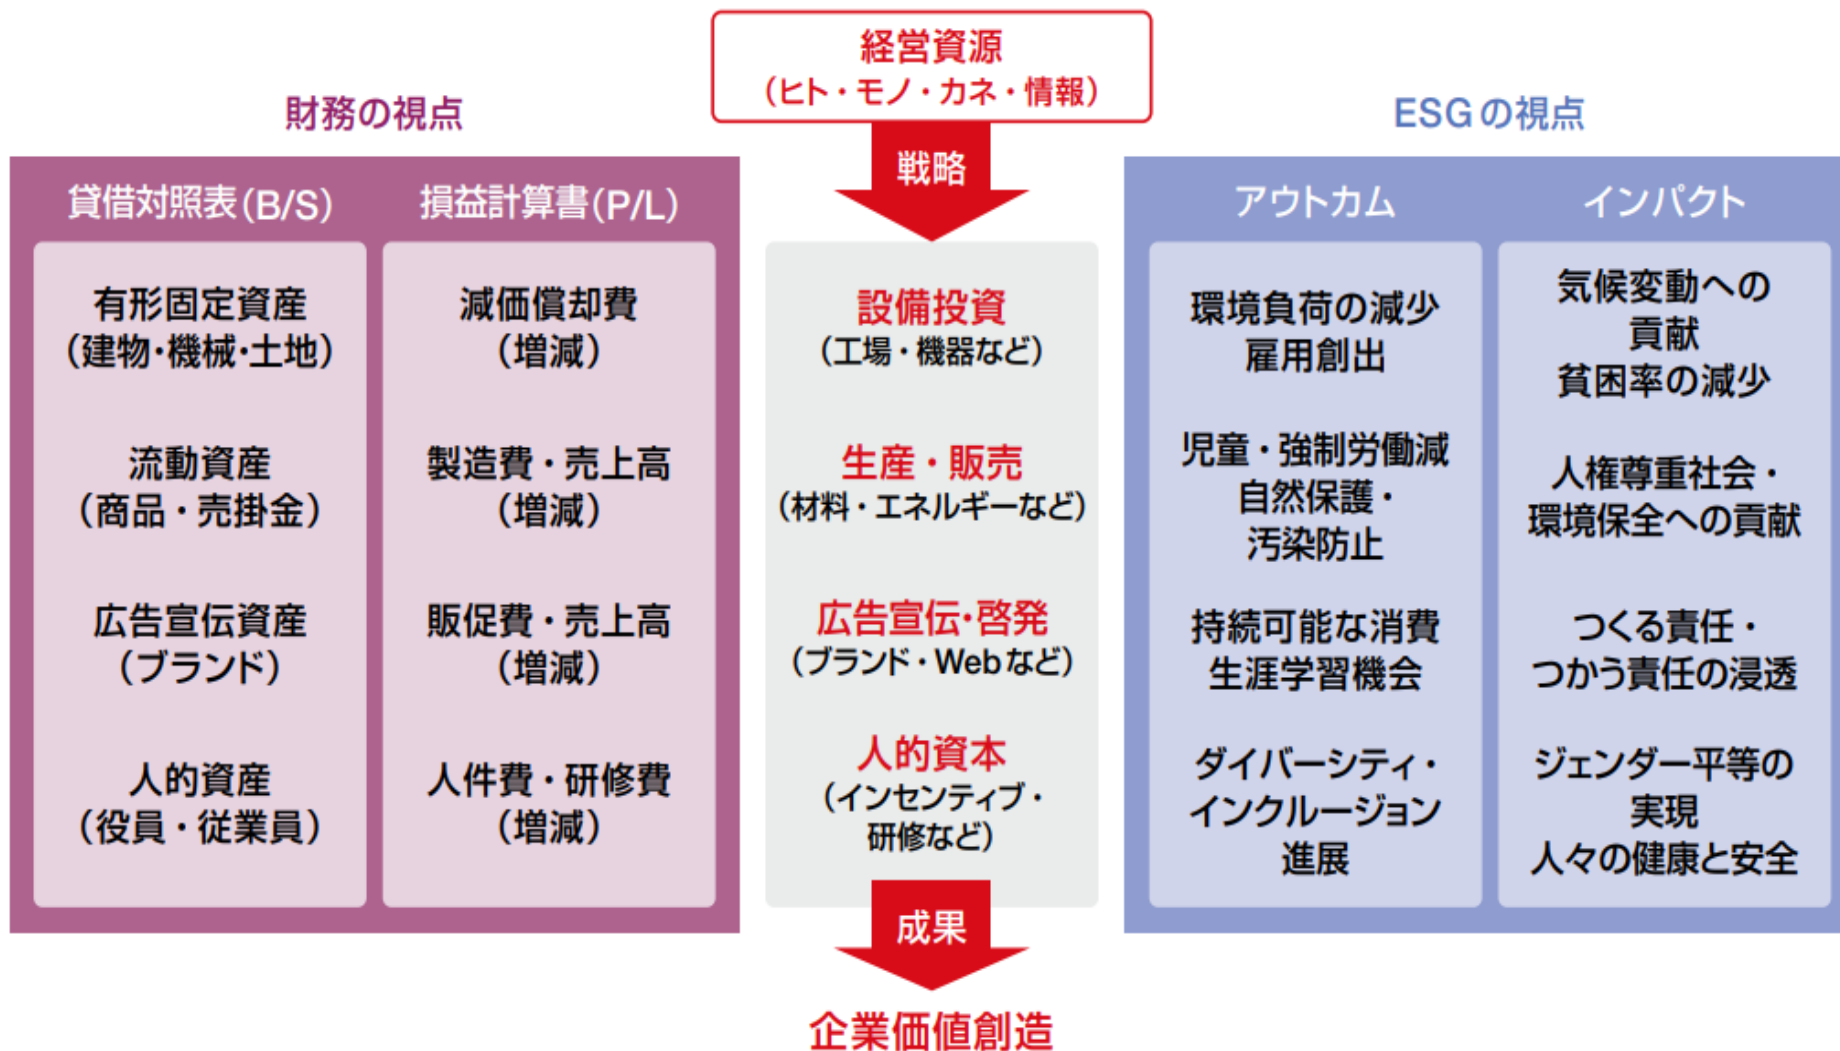 経営資源
（ヒト・モノ・カネ・情報）
戦略
財務の視点
貸借対照表（B/S）
有形固定資産
（建物・機械・土地）
流動資産
（商品・売掛金）
広告宣伝資産
（ブランド）
人的資産
（役員・従業員）
損益計算書（P/L）
減価償却費
（増減）
製造費・売上高
（増減）
販促費・売上高
（増減）
人件費・研修費
（増減）
設備投資
（工場・機器など）
生産・販売
（材料・エネルギーなど）
広告宣伝・啓発
（ブランド・Webなど）
人的資本
（インセンティブ・
研修など）
ESGの視点
アウトカム
環境負荷の減少
雇用創出
児童・強制労働減
自然保護・
汚染防止
持続可能な消費
生涯学習機会
ダイバーシティ・
インクルージョン
進展
インパクト
気候変動への
貢献
貧困率の減少
人権尊重社会・
環境保全への貢献
つくる責任・
つかう責任の浸透
ジェンダー平等の
実現
人々の健康と安全
成果
企業価値創造